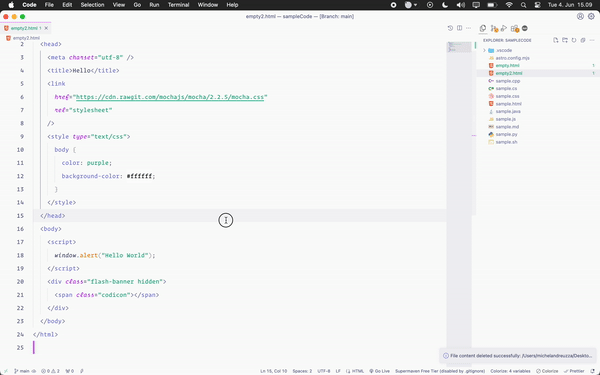 Code File Edit Selection View Go Run Terminal Window Help Tue 4. Jun 15.09
empty2.html — sampleCode — [Branch: main]
empty2.html 1
empty2.html
EXPLORER: SAMPLECODE
.vscode
astro.config.mjs
empty.html
empty2.html
sample.cpp
sample.cs
sample.css
sample.html
sample.java
sample.js
sample.md
sample.py
sample.sh
2 <head>
3 <meta charset="utf-8" />
4 <title>Hello</title>
5 <link
6 href="https://cdn.rawgit.com/mochajs/mocha/2.2.5/mocha.css"
7 rel="stylesheet"
8 />
9 <style type="text/css">
10 body {
11 color: purple;
12 background-color: #ffffff;
13 }
14 </style>
15 </head>
16 <body>
17 <script>
18 window.alert("Hello World");
19 </script>
20 <div class="flash-banner hidden">
21 <span class="codicon"></span>
22 </div>
23 </body>
24 </html>
25
File content deleted successfully: /Users/michelandreuzza/Deskto...
main 0 2 0 Ln 15, Col 10 Spaces: 2 UTF-8 LF HTML Go Live Supermaven Free Tier (disabled by .gitignore) Colorize: 4 variables Colorize Prettier